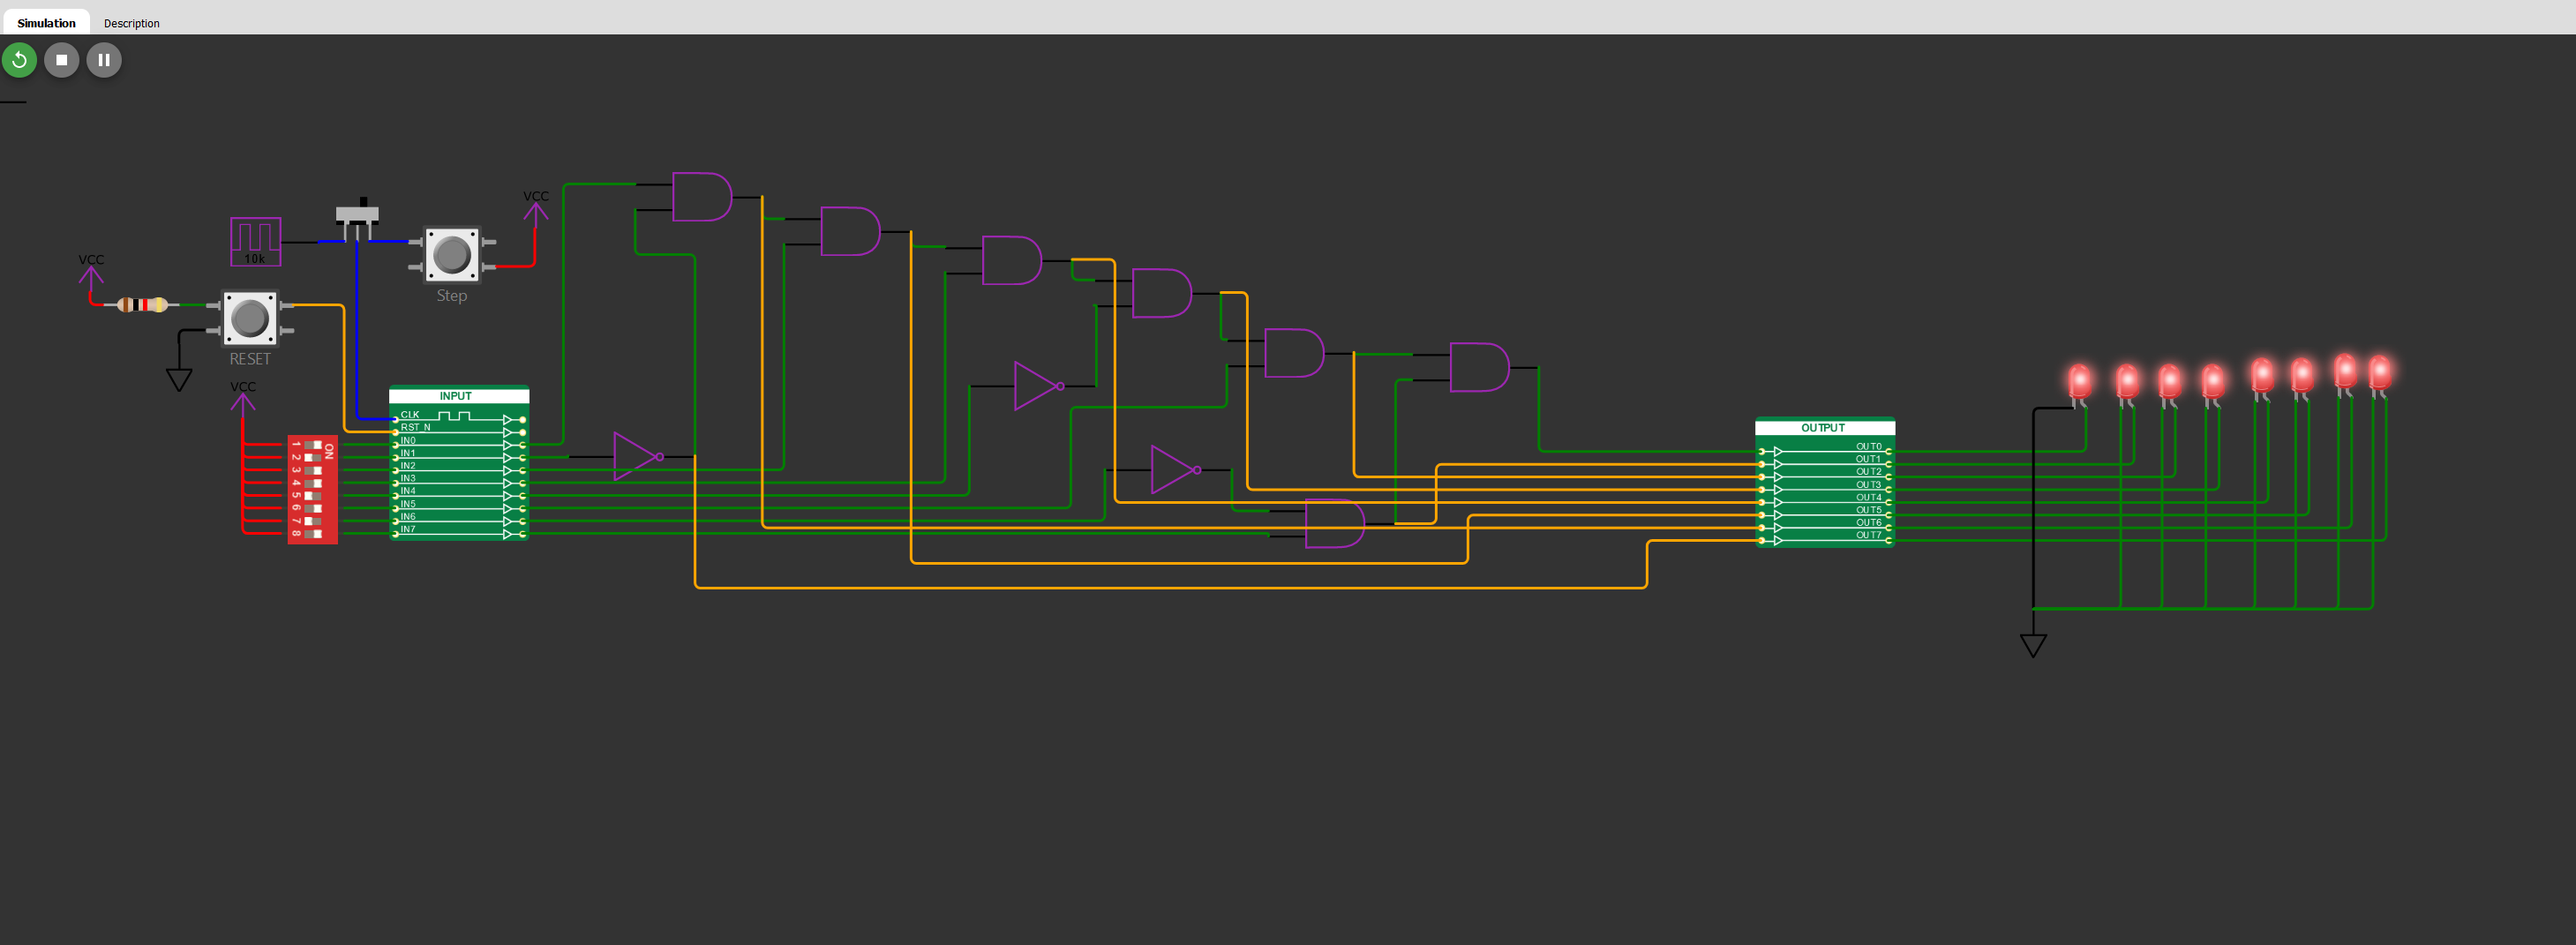 Simulation
Description
VCC
10k
VCC
Step
RESET
VCC
1
2
3
4
5
6
7
8
ON
INPUT
CLK
RST_N
IN0
IN1
IN2
IN3
IN4
IN5
IN6
IN7
OUTPUT
OUT0
OUT1
OUT2
OUT3
OUT4
OUT5
OUT6
OUT7